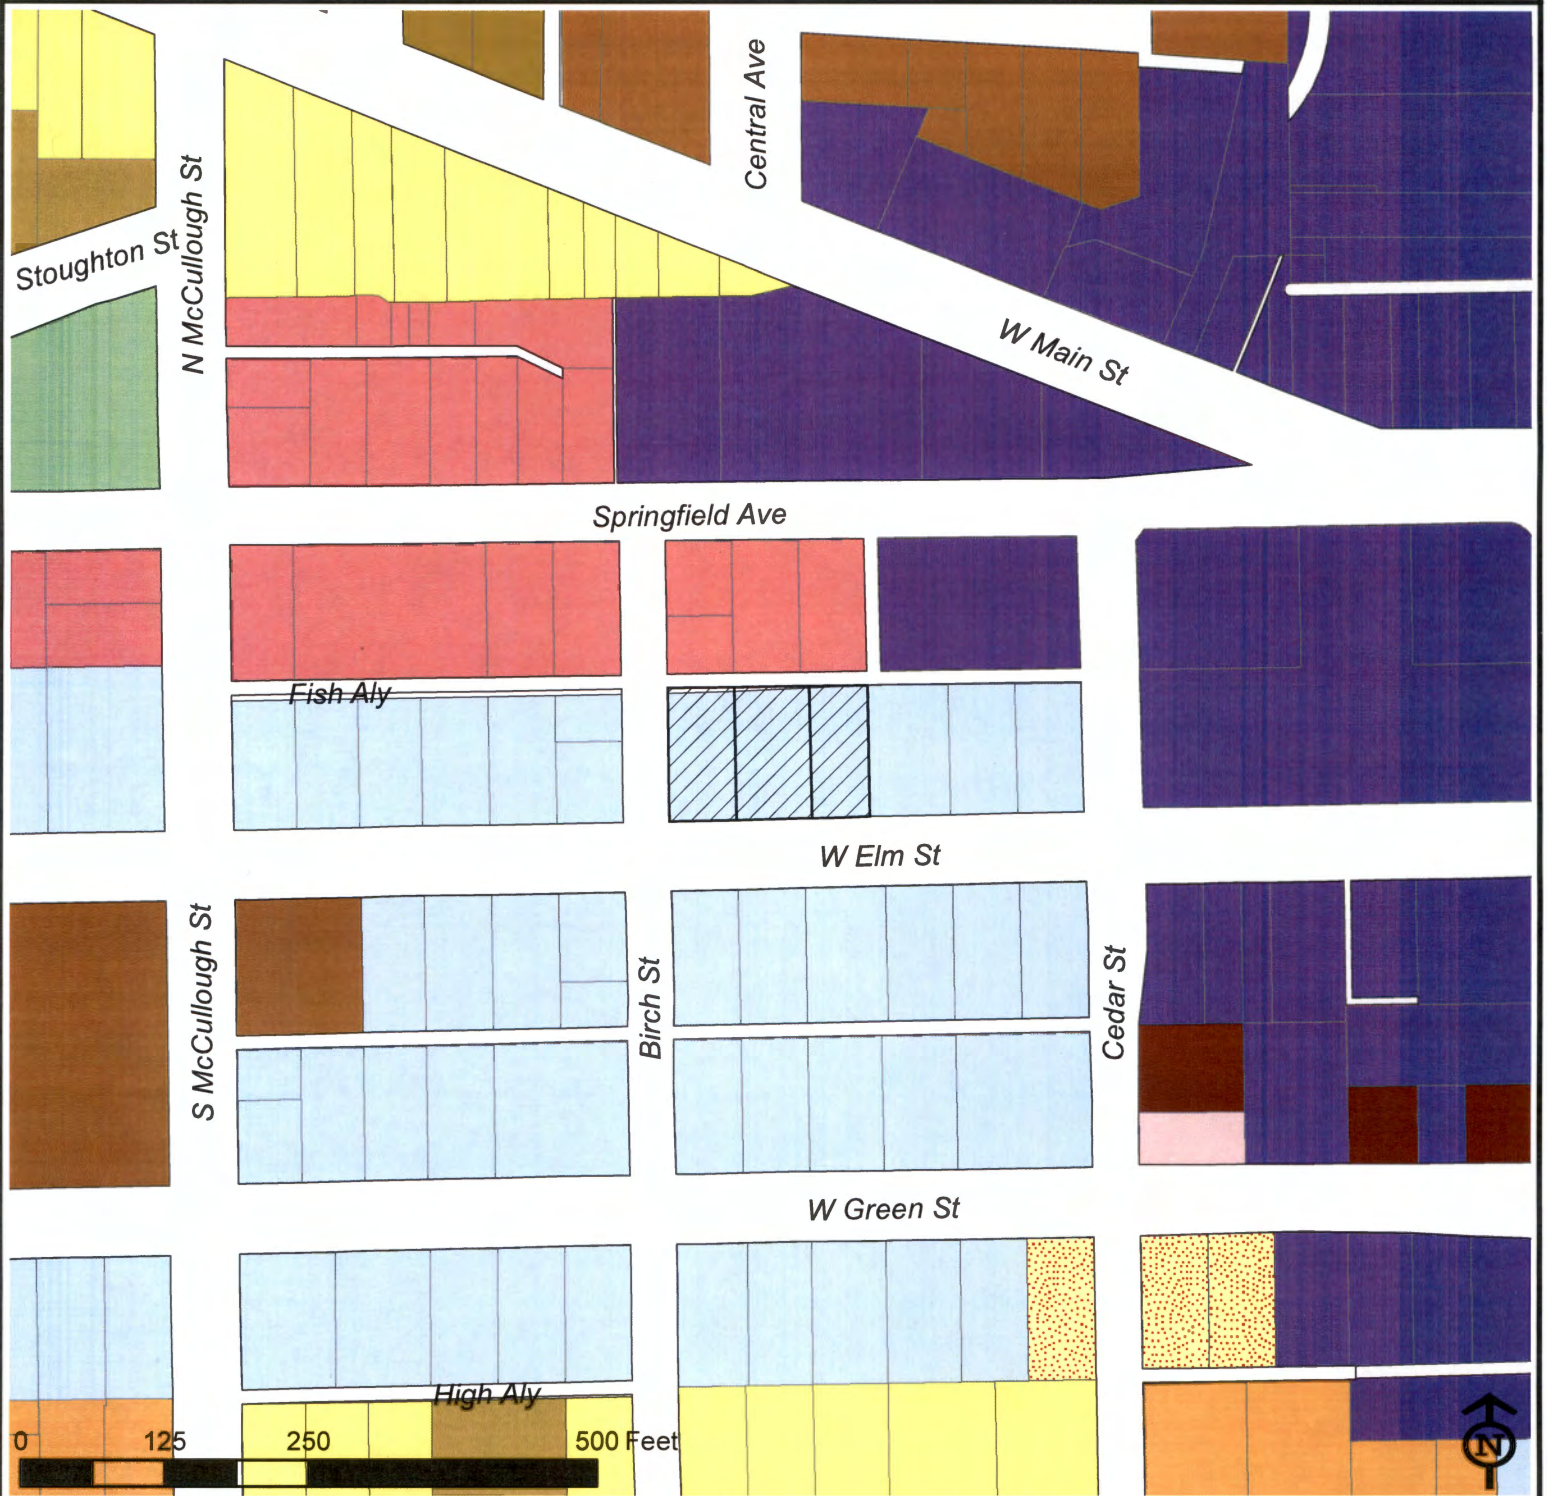 Central Ave
N McCullough St
Stoughton St
W Main St
Springfield Ave
Fish Aly
W Elm St
S McCullough St
Birch St
Cedar St
W Green St
High Aly
0 125 250 500 Feet
N